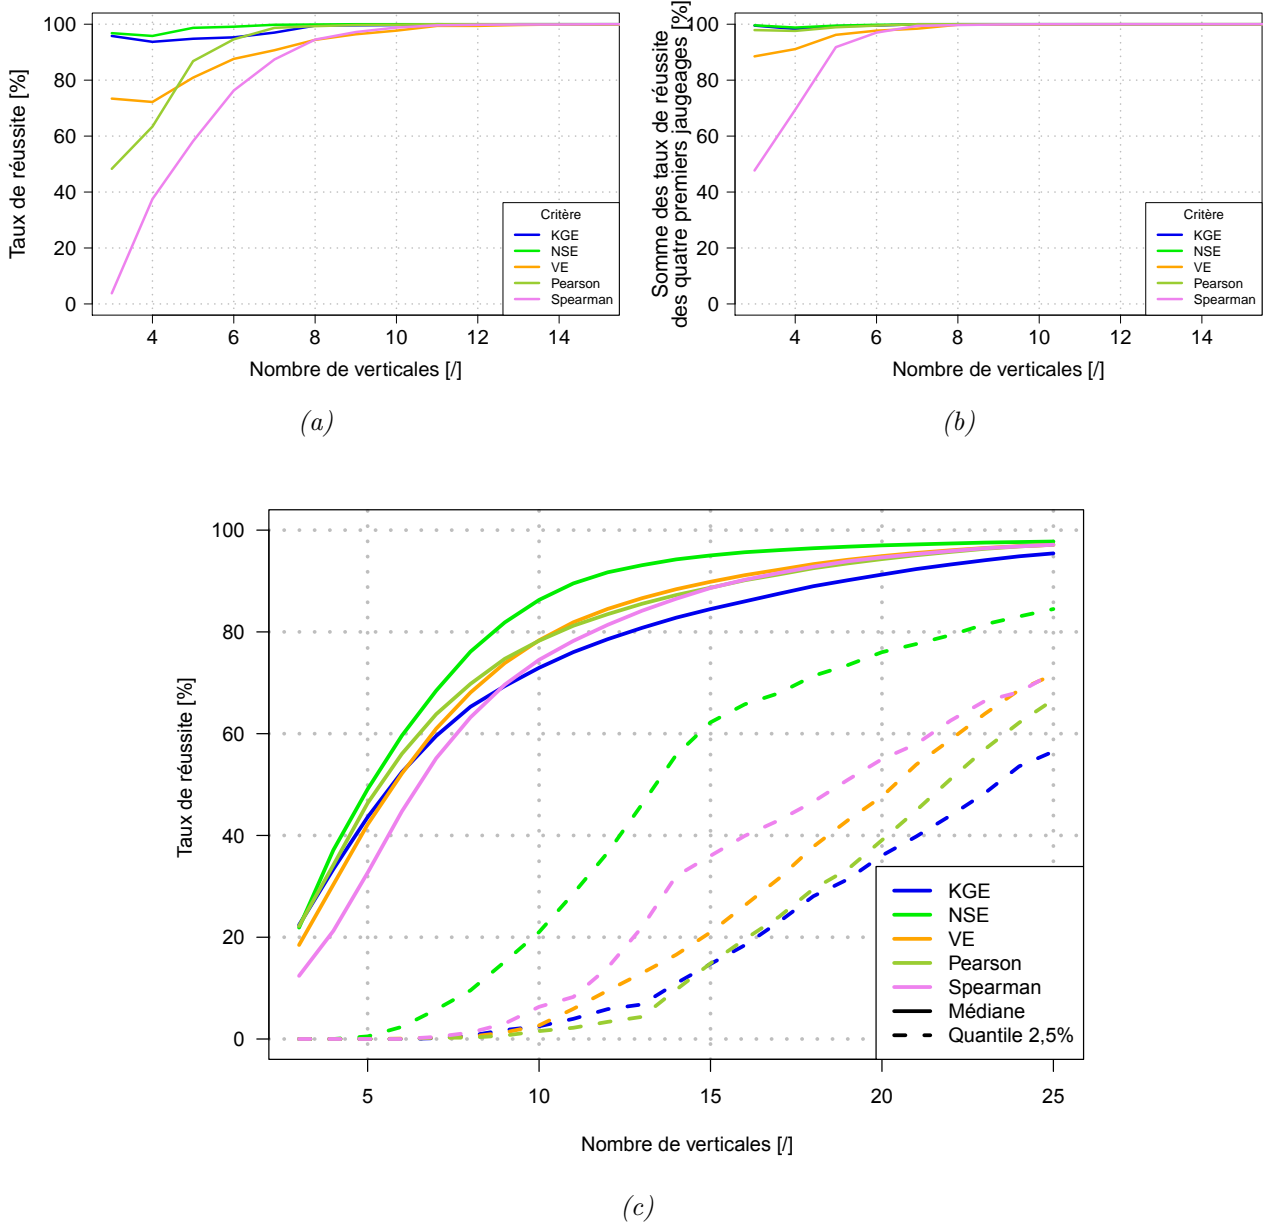 Taux de réussite [%]
100
80
60
40
20
0
4
6
8
10
12
14
Nombre de verticales [/]
Critère
KGE
NSE
VE
Pearson
Spearman
(a)
Somme des taux de réussite
des quatre premiers jaugeages [%]
100
80
60
40
20
0
4
6
8
10
12
14
Nombre de verticales [/]
Critère
KGE
NSE
VE
Pearson
Spearman
(b)
Taux de réussite [%]
100
80
60
40
20
0
5
10
15
20
25
Nombre de verticales [/]
KGE
NSE
VE
Pearson
Spearman
Médiane
Quantile 2,5%
(c)